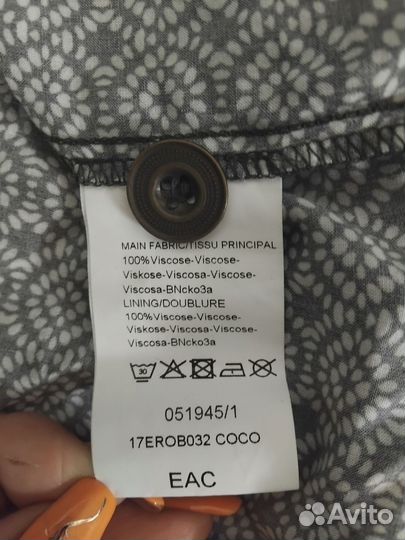 MAIN FABRIC/TISSU PRINCIPAL
100%Viscose-Viscose-
Viskose-Viscosa-Viscose-
Viscosa-BNcko3a
LINING/DOUBLURE
100%Viscose-Viscose-
Viskose-Viscosa-Viscose-
Viscosa-BNcko3a
30
051945/1
17EROB032 COCO
EAC
Avito